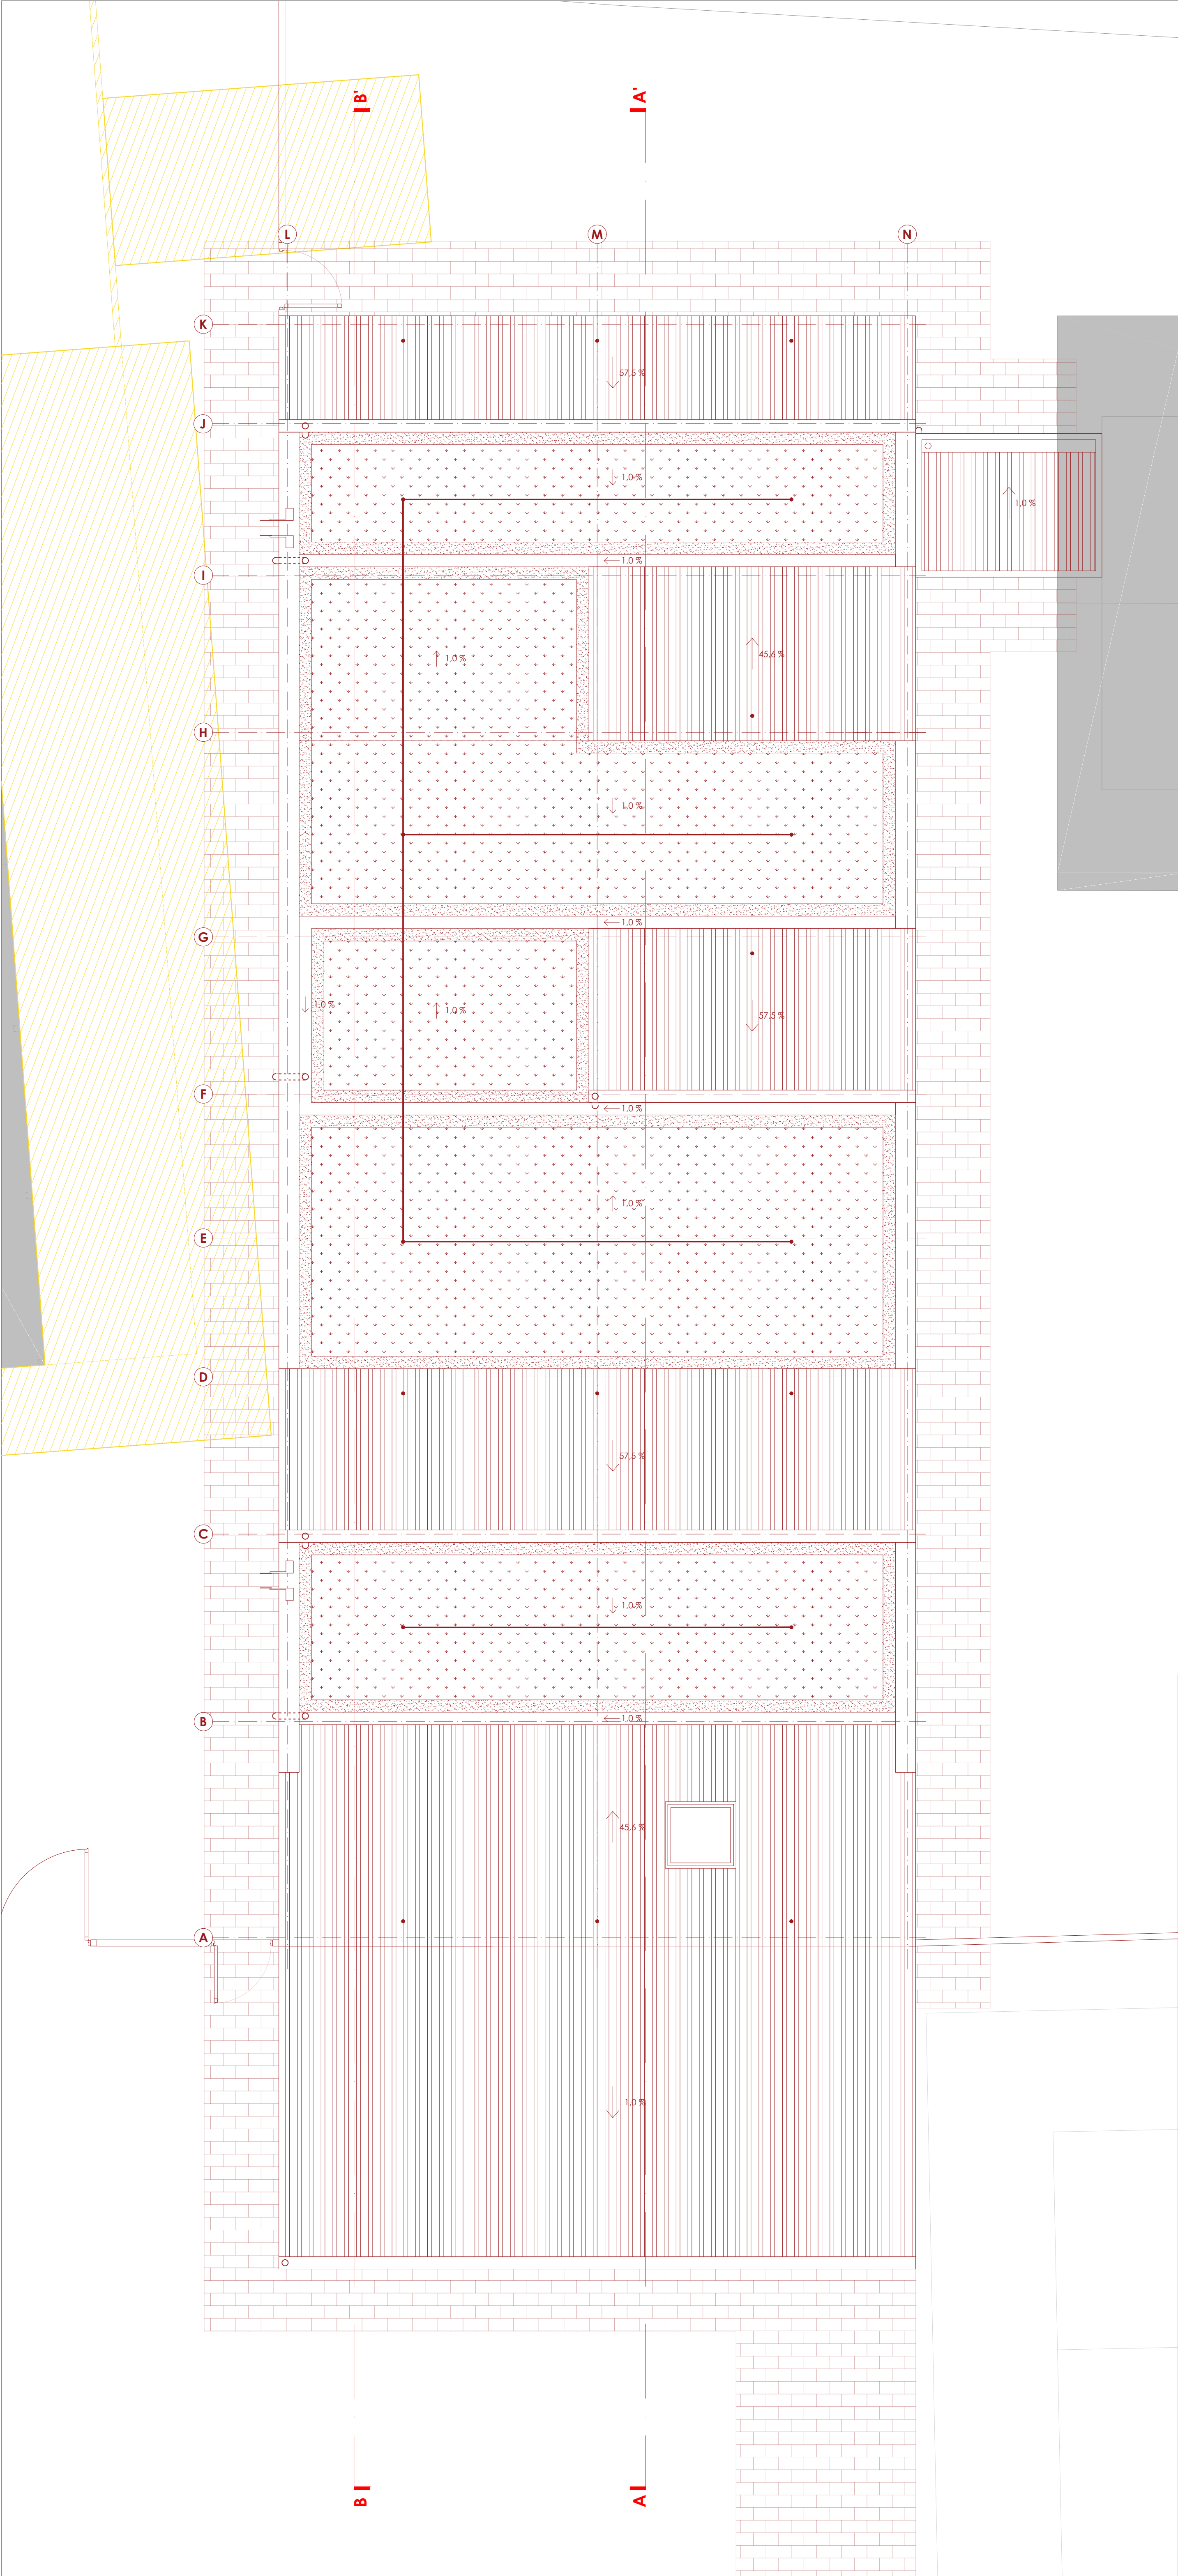 B'
A'
L
M
N
K
57,5 %
J
1,0 %
1,0 %
1,0 %
I
45,6 %
1,0 %
H
1,0 %
1,0 %
G
1,0 %
1,0 %
57,5 %
F
1,0 %
1,0 %
E
D
57,5 %
C
1,0 %
1,0 %
B
45,6 %
A
1,0 %
B
A